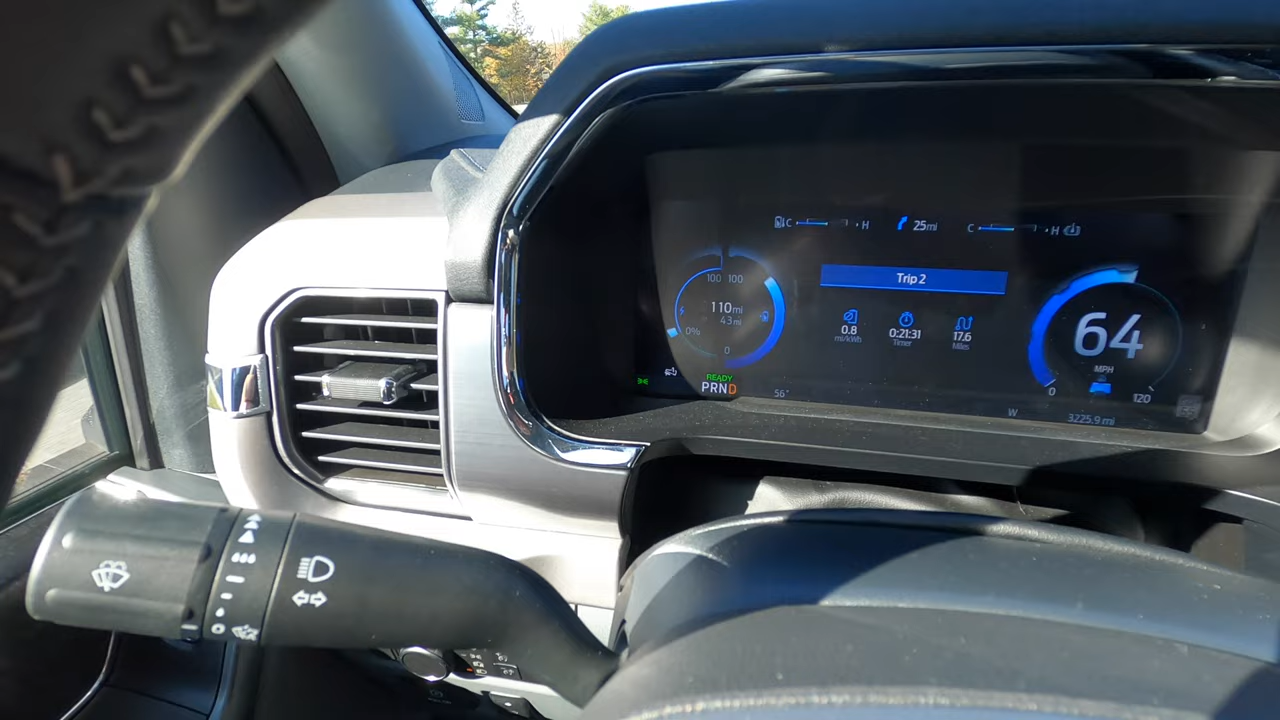 C H
25mi
C H
Trip 2
100 100
110mi
43mi
0%
0
0.8
mi/kWh
0:21:31
Timer
17.6
Miles
64
MPH
0
120
READY
PRND
56°
W
3225.9 mi